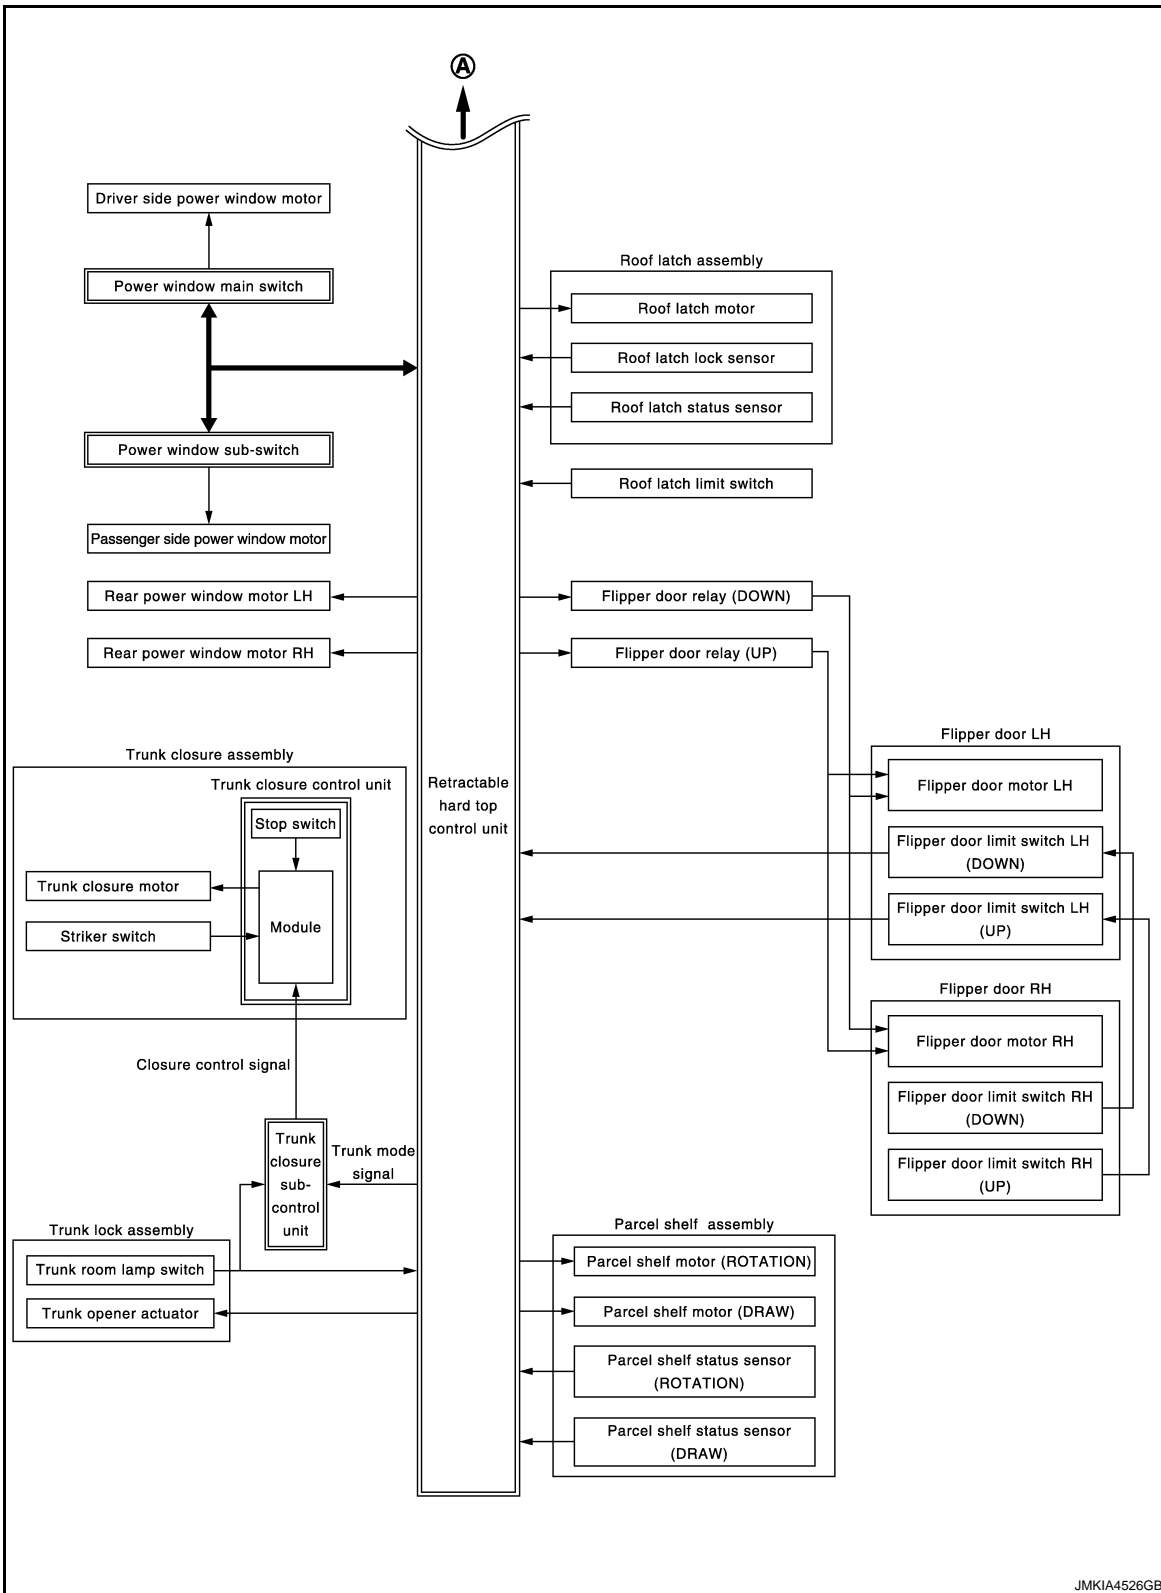 A
Driver side power window motor
Power window main switch
Power window sub-switch
Passenger side power window motor
Rear power window motor LH
Rear power window motor RH
Roof latch assembly
Roof latch motor
Roof latch lock sensor
Roof latch status sensor
Roof latch limit switch
Flipper door relay (DOWN)
Flipper door relay (UP)
Trunk closure assembly
Trunk closure control unit
Stop switch
Trunk closure motor
Striker switch
Module
Retractable
hard top
control unit
Flipper door LH
Flipper door motor LH
Flipper door limit switch LH
(DOWN)
Flipper door limit switch LH
(UP)
Flipper door RH
Flipper door motor RH
Flipper door limit switch RH
(DOWN)
Flipper door limit switch RH
(UP)
Closure control signal
Trunk
closure
sub-
control
unit
Trunk mode
signal
Trunk lock assembly
Trunk room lamp switch
Trunk opener actuator
Parcel shelf assembly
Parcel shelf motor (ROTATION)
Parcel shelf motor (DRAW)
Parcel shelf status sensor
(ROTATION)
Parcel shelf status sensor
(DRAW)
JMKIA4526GB